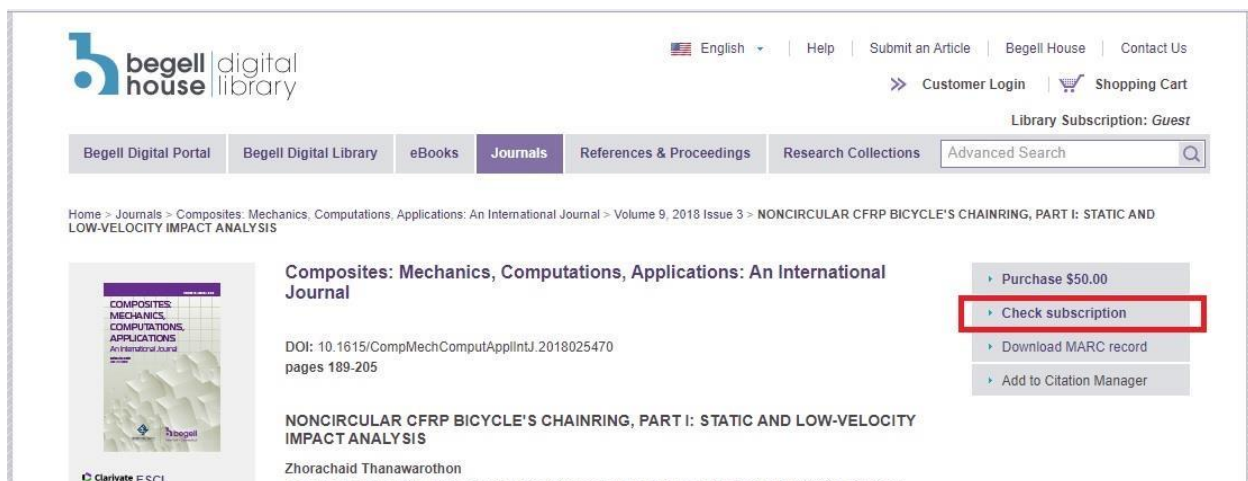 begell digital
house library
English | Help | Submit an Article | Begell House | Contact Us
Customer Login | Shopping Cart
Library Subscription: Guest
Begell Digital Portal Begell Digital Library eBooks Journals References & Proceedings Research Collections Advanced Search
Home > Journals > Composites: Mechanics, Computations, Applications: An International Journal > Volume 9, 2018 Issue 3 > NONCIRCULAR CFRP BICYCLE'S CHAINRING, PART I: STATIC AND
LOW-VELOCITY IMPACT ANALYSIS
COMPOSITES:
MECHANICS,
COMPUTATIONS,
APPLICATIONS
An International Journal
begell
Clarivate ESCI
Composites: Mechanics, Computations, Applications: An International
Journal
DOI: 10.1615/CompMechComputApplIntJ.2018025470
pages 189-205
NONCIRCULAR CFRP BICYCLE'S CHAINRING, PART I: STATIC AND LOW-VELOCITY
IMPACT ANALYSIS
Zhorachaid Thanawarothon
Purchase $50.00
Check subscription
Download MARC record
Add to Citation Manager